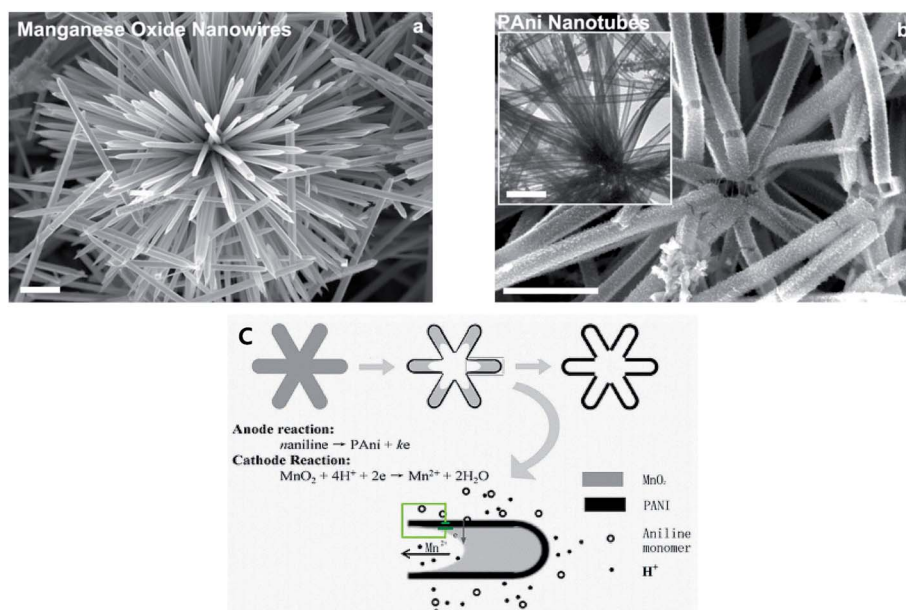 Manganese Oxide Nanowires
a
PAni Nanotubes
b
C
Anode reaction:
naniline → PAni + ke
Cathode Reaction:
MnO₂ + 4H⁺ + 2e → Mn²⁺ + 2H₂O
MnO₂
PANI
Aniline
monomer
H⁺
e
Mn²⁺